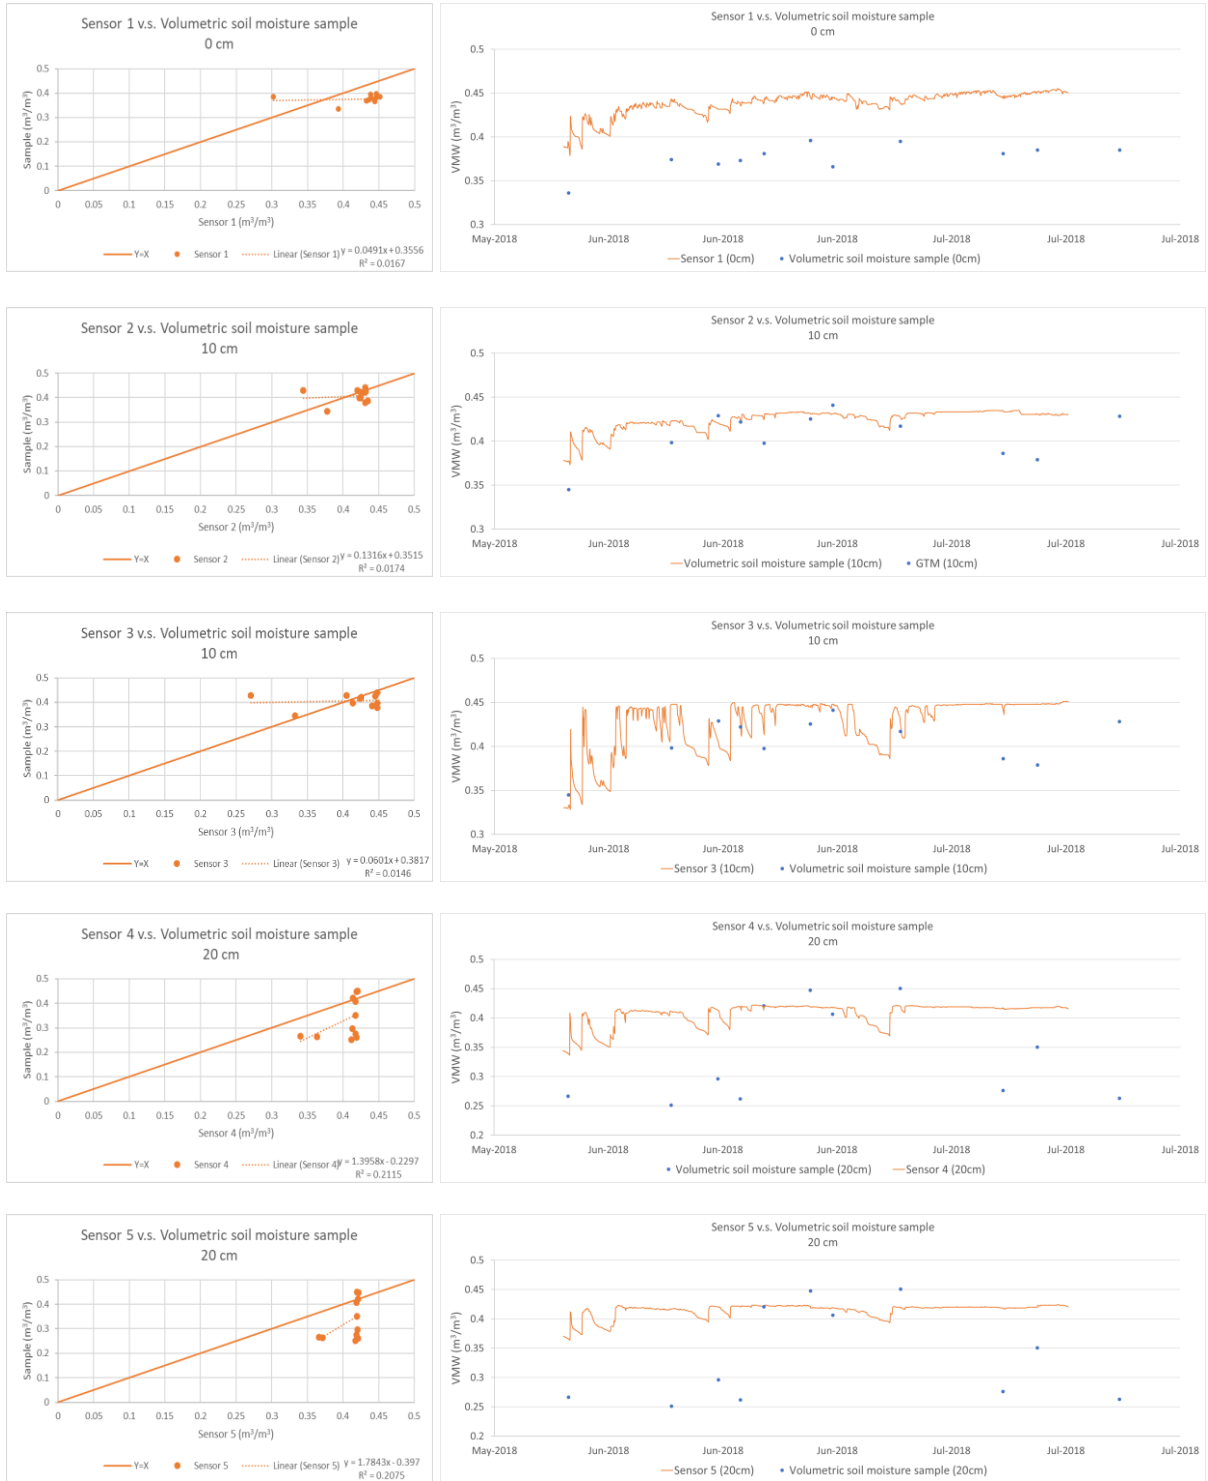 Sensor 1 v.s. Volumetric soil moisture sample
0 cm
0.5
0.4
0.3
0.2
0.1
0
Sample (m³/m³)
0 0.05 0.1 0.15 0.2 0.25 0.3 0.35 0.4 0.45 0.5
Sensor 1 (m³/m³)
Y=X Sensor 1 Linear (Sensor 1) y = 0.0491x + 0.3556
R² = 0.0167
Sensor 1 v.s. Volumetric soil moisture sample
0 cm
0.5
0.45
0.4
0.35
0.3
VMW (m³/m³)
May-2018 Jun-2018 Jun-2018 Jun-2018 Jul-2018 Jul-2018 Jul-2018
Sensor 1 (0cm) Volumetric soil moisture sample (0cm)
Sensor 2 v.s. Volumetric soil moisture sample
10 cm
0.5
0.4
0.3
0.2
0.1
0
Sample (m³/m³)
0 0.05 0.1 0.15 0.2 0.25 0.3 0.35 0.4 0.45 0.5
Sensor 2 (m³/m³)
Y=X Sensor 2 Linear (Sensor 2) y = 0.1316x + 0.3515
R² = 0.0174
Sensor 2 v.s. Volumetric soil moisture sample
10 cm
0.5
0.45
0.4
0.35
0.3
VMW (m³/m³)
May-2018 Jun-2018 Jun-2018 Jun-2018 Jul-2018 Jul-2018 Jul-2018
Volumetric soil moisture sample (10cm) GTM (10cm)
Sensor 3 v.s. Volumetric soil moisture sample
10 cm
0.5
0.4
0.3
0.2
0.1
0
Sample (m³/m³)
0 0.05 0.1 0.15 0.2 0.25 0.3 0.35 0.4 0.45 0.5
Sensor 3 (m³/m³)
Y=X Sensor 3 Linear (Sensor 3) y = 0.0601x + 0.3817
R² = 0.0146
Sensor 3 v.s. Volumetric soil moisture sample
10 cm
0.5
0.45
0.4
0.35
0.3
VMW (m³/m³)
May-2018 Jun-2018 Jun-2018 Jun-2018 Jul-2018 Jul-2018 Jul-2018
Sensor 3 (10cm) Volumetric soil moisture sample (10cm)
Sensor 4 v.s. Volumetric soil moisture sample
20 cm
0.5
0.4
0.3
0.2
0.1
0
Sample (m³/m³)
0 0.05 0.1 0.15 0.2 0.25 0.3 0.35 0.4 0.45 0.5
Sensor 4 (m³/m³)
Y=X Sensor 4 Linear (Sensor 4) y = 1.3958x - 0.2297
R² = 0.2115
Sensor 4 v.s. Volumetric soil moisture sample
20 cm
0.5
0.45
0.4
0.35
0.3
0.25
0.2
VMW (m³/m³)
May-2018 Jun-2018 Jun-2018 Jun-2018 Jul-2018 Jul-2018 Jul-2018
Volumetric soil moisture sample (20cm) Sensor 4 (20cm)
Sensor 5 v.s. Volumetric soil moisture sample
20 cm
0.5
0.4
0.3
0.2
0.1
0
Sample (m³/m³)
0 0.05 0.1 0.15 0.2 0.25 0.3 0.35 0.4 0.45 0.5
Sensor 5 (m³/m³)
Y=X Sensor 5 Linear (Sensor 5) y = 1.7843x - 0.397
R² = 0.2075
Sensor 5 v.s. Volumetric soil moisture sample
20 cm
0.5
0.45
0.4
0.35
0.3
0.25
0.2
VMW (m³/m³)
May-2018 Jun-2018 Jun-2018 Jun-2018 Jul-2018 Jul-2018 Jul-2018
Sensor 5 (20cm) Volumetric soil moisture sample (20cm)